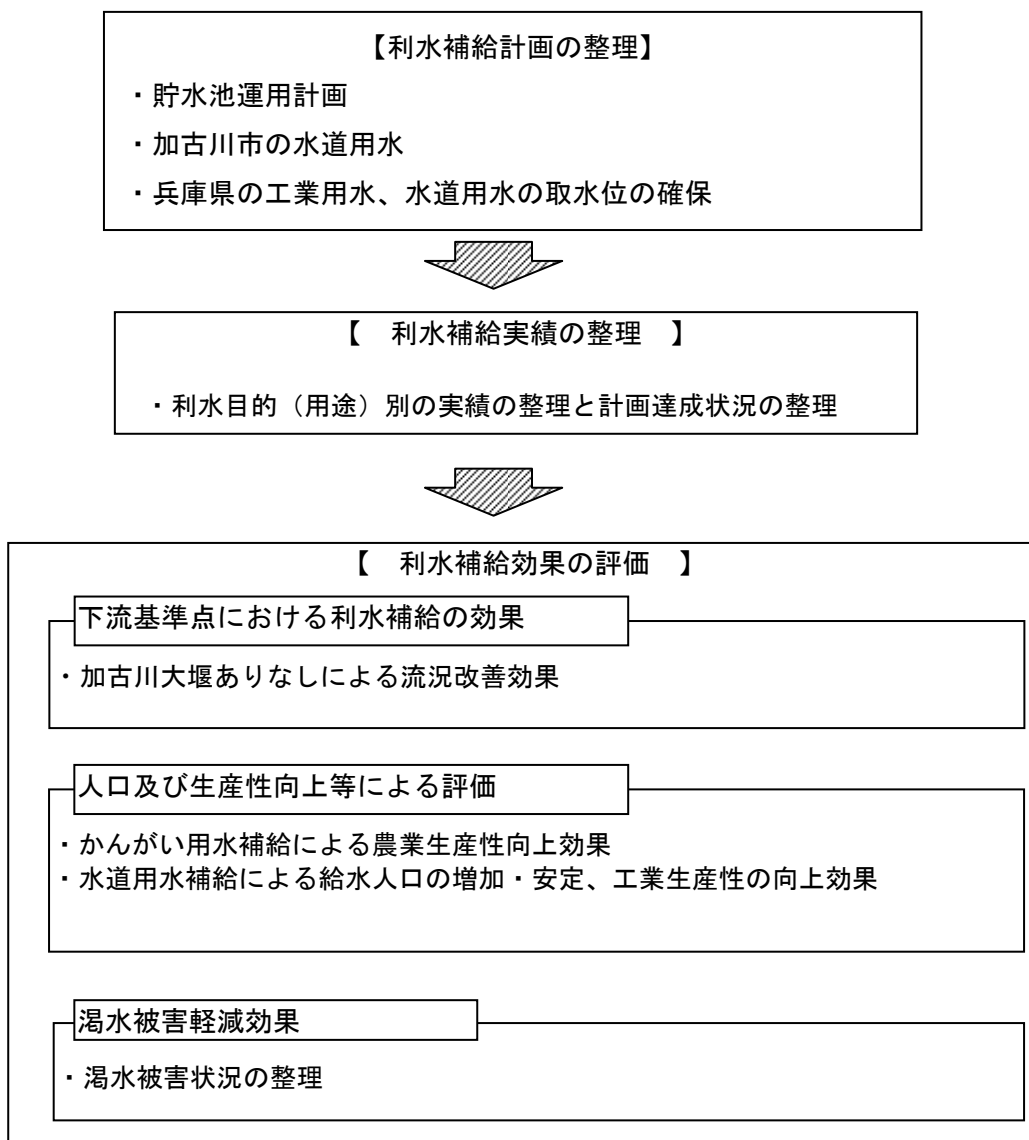 【利水補給計画の整理】
・貯水池運用計画
・加古川市の水道用水
・兵庫県の工業用水、水道用水の取水位の確保
【　利水補給実績の整理　】
・利水目的（用途）別の実績の整理と計画達成状況の整理
【　利水補給効果の評価　】
下流基準点における利水補給の効果
・加古川大堰ありなしによる流況改善効果
人口及び生産性向上等による評価
・かんがい用水補給による農業生産性向上効果
・水道用水補給による給水人口の増加・安定、工業生産性の向上効果
渇水被害軽減効果
・渇水被害状況の整理